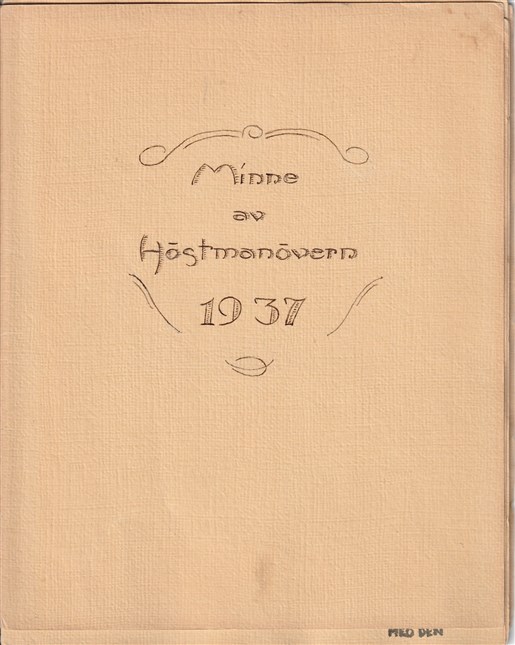 Minne
av
Höstmanövern
1937
MED DEN